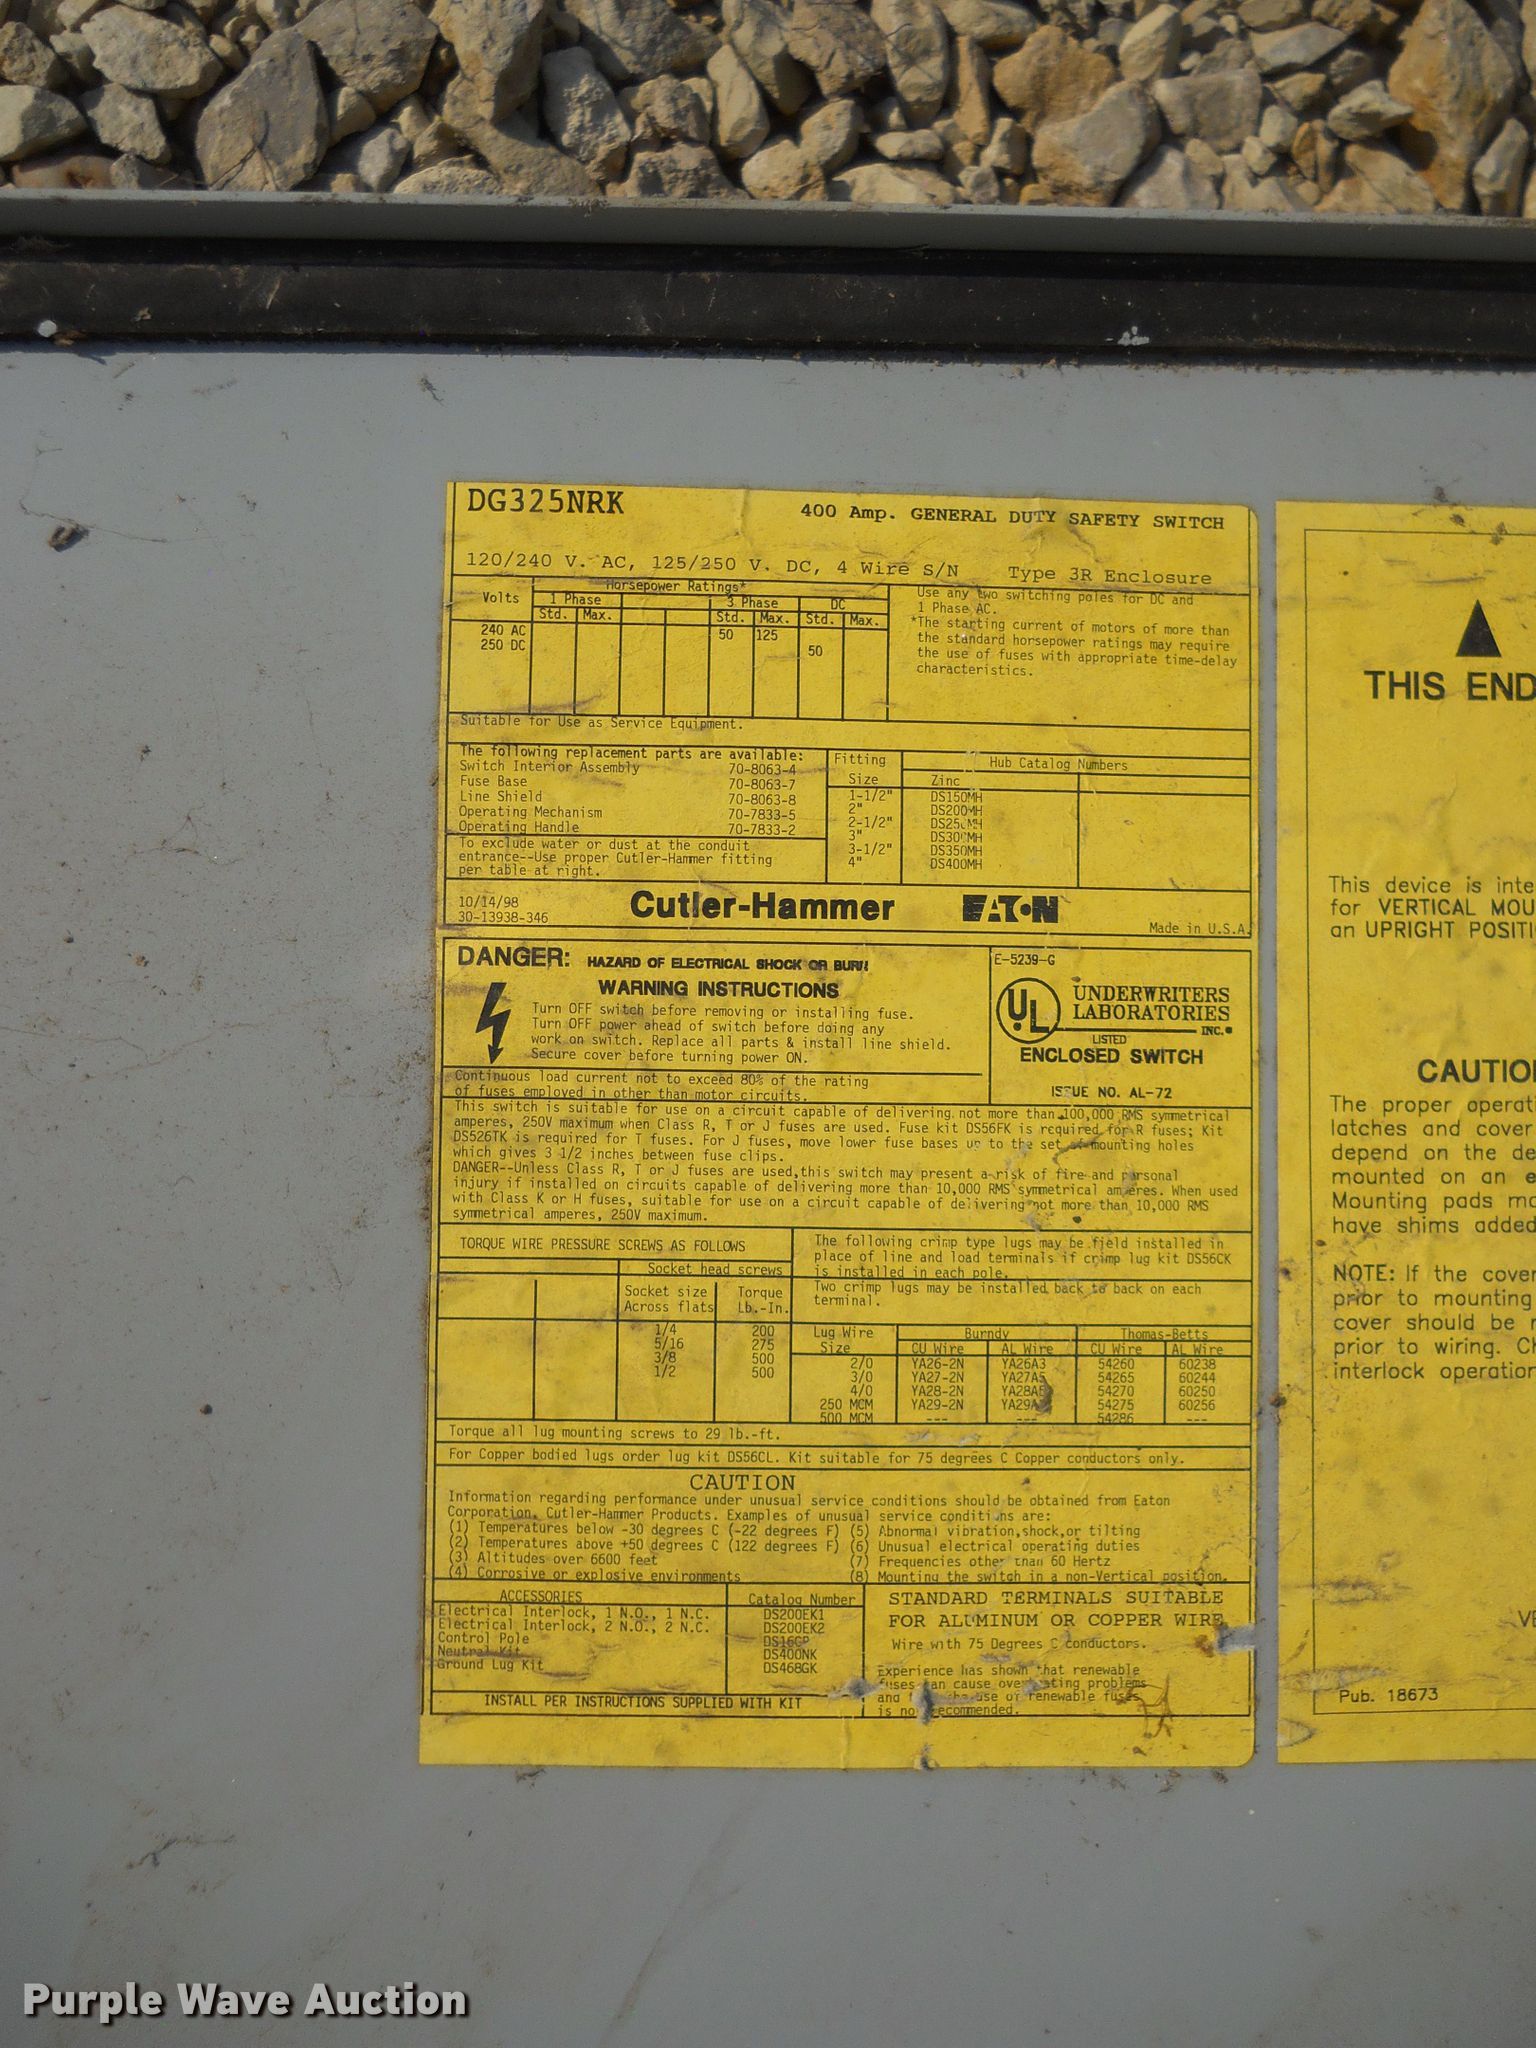 DG325NRK
400 Amp. GENERAL DUTY SAFETY SWITCH
120/240 V. AC, 125/250 V. DC, 4 Wire S/N Type 3R Enclosure
Volts
Horsepower Ratings*
1 Phase 3 Phase DC
Std. Max. Std. Max. Std. Max.
240 AC 50 125
250 DC 50
Use any two switching poles for DC and
1 Phase AC.
*The starting current of motors of more than
the standard horsepower ratings may require
the use of fuses with appropriate time-delay
characteristics.
Suitable for Use as Service Equipment.
The following replacement parts are available:
Switch Interior Assembly 70-8063-4
Fuse Base 70-8063-7
Line Shield 70-8063-8
Operating Mechanism 70-7833-5
Operating Handle 70-7833-2
To exclude water or dust at the conduit
entrance--Use proper Cutler-Hammer fitting
per table at right.
Fitting Hub Catalog Numbers
Size Zinc
1-1/2" DS150MH
2" DS200MH
2-1/2" DS250MH
3" DS300MH
3-1/2" DS350MH
4" DS400MH
10/14/98
30-13938-346
Cutler-Hammer EATON
Made in U.S.A.
DANGER: HAZARD OF ELECTRICAL SHOCK OR BURN
WARNING INSTRUCTIONS
Turn OFF switch before removing or installing fuse.
Turn OFF power ahead of switch before doing any
work on switch. Replace all parts & install line shield.
Secure cover before turning power ON.
Continuous load current not to exceed 80% of the rating
of fuses employed in other than motor circuits.
E-5239-G
UL UNDERWRITERS
LABORATORIES
INC.®
LISTED
ENCLOSED SWITCH
ISSUE NO. AL-72
This switch is suitable for use on a circuit capable of delivering not more than 100,000 RMS symmetrical
amperes, 250V maximum when Class R, T or J fuses are used. Fuse kit DS56FK is required for R fuses; Kit
DS526TK is required for T fuses. For J fuses, move lower fuse bases up to the set of mounting holes
which gives 3 1/2 inches between fuse clips.
DANGER--Unless Class R, T or J fuses are used,this switch may present a risk of fire and personal
injury if installed on circuits capable of delivering more than 10,000 RMS symmetrical amperes. When used
with Class K or H fuses, suitable for use on a circuit capable of delivering not more than 10,000 RMS
symmetrical amperes, 250V maximum.
TORQUE WIRE PRESSURE SCREWS AS FOLLOWS
Socket head screws
Socket size Torque
Across flats Lb.-In.
1/4 200
5/16 275
3/8 500
1/2 500
The following crimp type lugs may be field installed in
place of line and load terminals if crimp lug kit DS56CK
is installed in each pole.
Two crimp lugs may be installed back to back on each
terminal.
Lug Wire Burndy Thomas-Betts
Size CU Wire AL Wire CU Wire AL Wire
2/0 YA26-2N YA26A3 54260 60238
3/0 YA27-2N YA27A5 54265 60244
4/0 YA28-2N 54270 60250
250 MCM YA29-2N 54275 60256
500 MCM --- --- 54286 ---
Torque all lug mounting screws to 29 lb.-ft.
For Copper bodied lugs order lug kit DS56CL. Kit suitable for 75 degrees C Copper conductors only.
CAUTION
Information regarding performance under unusual service conditions should be obtained from Eaton
Corporation, Cutler-Hammer Products. Examples of unusual service conditions are:
(1) Temperatures below -30 degrees C (-22 degrees F) (5) Abnormal vibration,shock,or tilting
(2) Temperatures above +50 degrees C (122 degrees F) (6) Unusual electrical operating duties
(3) Altitudes over 6600 feet (7) Frequencies other than 60 Hertz
(4) Corrosive or explosive environments (8) Mounting the switch in a non-Vertical position.
ACCESSORIES Catalog Number
Electrical Interlock, 1 N.O., 1 N.C. DS200EK1
Electrical Interlock, 2 N.O., 2 N.C. DS200EK2
Control Pole DS16CP
Neutral Kit DS400NK
Ground Lug Kit DS468GK
INSTALL PER INSTRUCTIONS SUPPLIED WITH KIT
STANDARD TERMINALS SUITABLE
FOR ALUMINUM OR COPPER WIRE
Wire with 75 Degrees C conductors.
Experience has shown that renewable
fuses can cause overheating problems
and the use of renewable fuses
is not recommended.
THIS END
This device is inte
for VERTICAL MOU
an UPRIGHT POSITI
CAUTIO
The proper operati
latches and cover
depend on the de
mounted on an e
Mounting pads ma
have shims added
NOTE: If the cover
prior to mounting
cover should be r
prior to wiring. Ch
interlock operation
VE
Pub. 18673
Purple Wave Auction